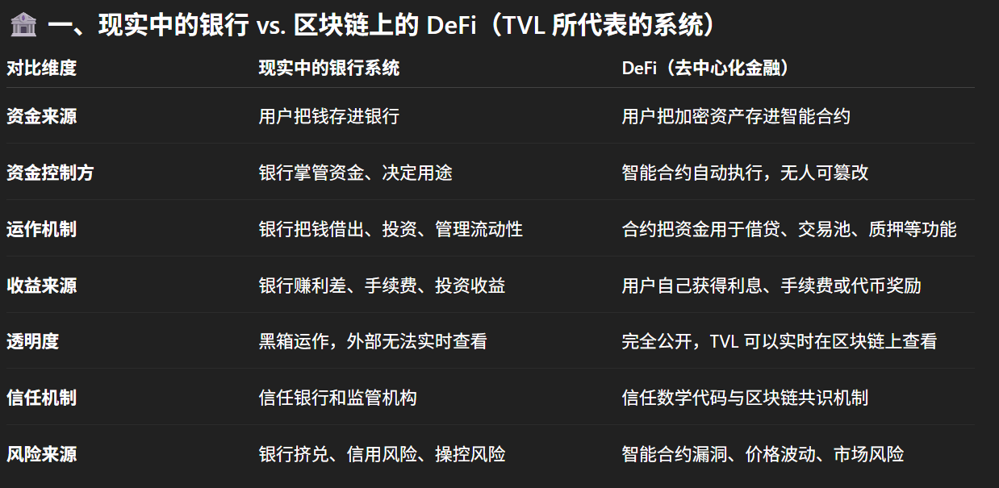 🏦 一、现实中的银行 vs. 区块链上的 DeFi（TVL 所代表的系统）
对比维度 现实中的银行系统 DeFi（去中心化金融）
资金来源 用户把钱存进银行 用户把加密资产存进智能合约
资金控制方 银行掌管资金、决定用途 智能合约自动执行，无人可篡改
运作机制 银行把钱借出、投资、管理流动性 合约把资金用于借贷、交易池、质押等功能
收益来源 银行赚利差、手续费、投资收益 用户自己获得利息、手续费或代币奖励
透明度 黑箱运作，外部无法实时查看 完全公开，TVL 可以实时在区块链上查看
信任机制 信任银行和监管机构 信任数学代码与区块链共识机制
风险来源 银行挤兑、信用风险、操控风险 智能合约漏洞、价格波动、市场风险